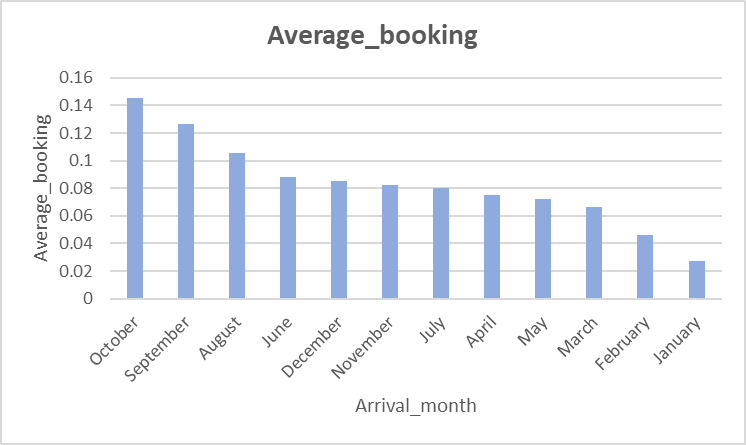 Average_booking
Average_booking
0.16
0.14
0.12
0.1
0.08
0.06
0.04
0.02
0
October
September
August
June
December
November
July
April
May
March
February
January
Arrival_month